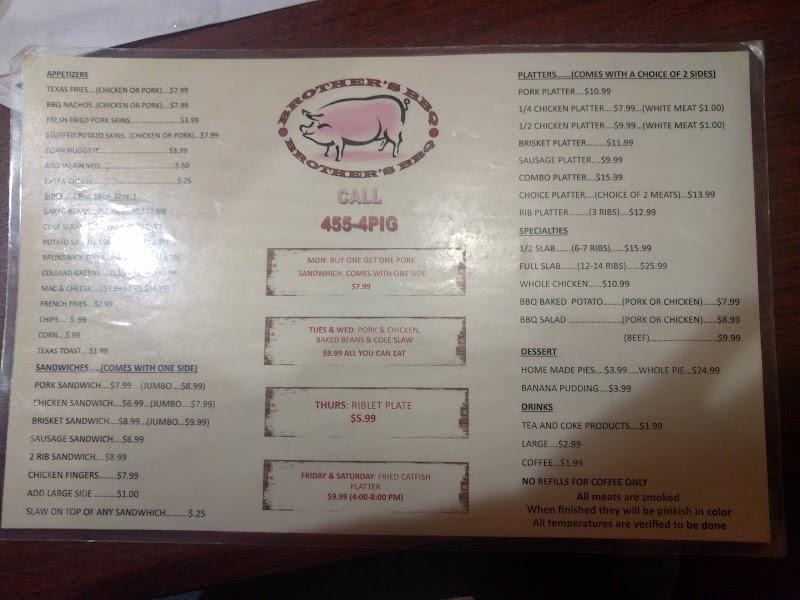 APPETIZERS
TEXAS FRIES....(CHICKEN OR PORK)....$7.99
BBQ NACHOS..(CHICKEN OR PORK)....$7.99
FRESH FRIED PORK SKINS......................$3.99
STUFFED POTATO SKINS..(CHICKEN OR PORK)...$7.99
CORN NUGGETS...............................$3.99
ADD JALAPENOS..............................$.50
EXTRA CHEESE..................................$.25
SIDES
BAKED BEANS
COLE SLAW
POTATO SALAD
BRUNSWICK STEW
COLLARD GREENS
MAC & CHEESE
FRENCH FRIES...$2.99
CHIPS.... $ .99
CORN...$.99
TEXAS TOAST...$1.99
SANDWICHES.....(COMES WITH ONE SIDE)
PORK SANDWICH....$7.99...(JUMBO....$8.99)
CHICKEN SANDWICH....$6.99...(JUMBO....$7.99)
BRISKET SANDWICH....$8.99...(JUMBO...$9.99)
SAUSAGE SANDWICH....$6.99
2 RIB SANDWICH....$8.99
CHICKEN FINGERS........$7.99
ADD LARGE SIDE .........$1.00
SLAW ON TOP OF ANY SANDWHICH.........$.25
BROTHER'S BBQ
BROTHER'S BBQ
CALL
455-4PIG
MON: BUY ONE GET ONE PORK
SANDWHICH, COMES WITH ONE SIDE
$7.99
TUES & WED: PORK & CHICKEN,
BAKED BEANS & COLE SLAW
$9.99 ALL YOU CAN EAT
THURS: RIBLET PLATE
$5.99
FRIDAY & SATURDAY: FRIED CATFISH
PLATTER
$9.99 (4:00-8:00 PM)
PLATTERS......(COMES WITH A CHOICE OF 2 SIDES)
PORK PLATTER....$10.99
1/4 CHICKEN PLATTER....$7.99...(WHITE MEAT $1.00)
1/2 CHICKEN PLATTER....$9.99...(WHITE MEAT $1.00)
BRISKET PLATTER........$11.99
SAUSAGE PLATTER....$9.99
COMBO PLATTER....$15.99
CHOICE PLATTER....(CHOICE OF 2 MEATS)...$13.99
RIB PLATTER.........(3 RIBS)....$12.99
SPECIALTIES
1/2 SLAB......(6-7 RIBS)......$15.99
FULL SLAB.......(12-14 RIBS)......$25.99
WHOLE CHICKEN......$10.99
BBQ BAKED POTATO........(PORK OR CHICKEN)......$7.99
BBQ SALAD ......................(PORK OR CHICKEN)......$8.99
(BEEF)............................$9.99
DESSERT
HOME MADE PIES....$3.99.....WHOLE PIE...$24.99
BANANA PUDDING....$3.99
DRINKS
TEA AND COKE PRODUCTS....$1.99
LARGE....$2.99
COFFEE...$1.99
NO REFILLS FOR COFFEE ONLY
All meats are smoked
When finished they will be pinkish in color
All temperatures are verified to be done